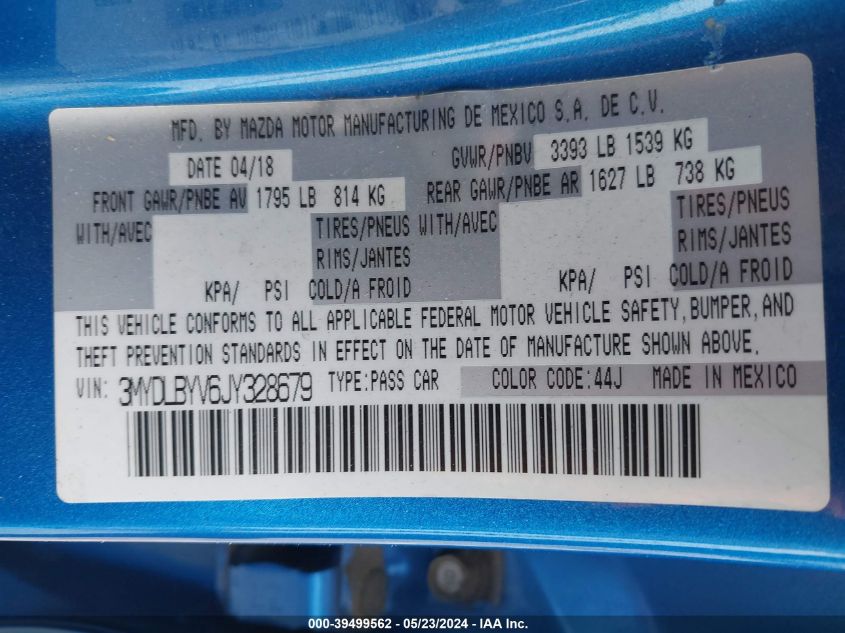 MFD. BY MAZDA MOTOR MANUFACTURING DE MEXICO S.A. DE C.V.
DATE 04/18 GVWR/PNBV 3393 LB 1539 KG
FRONT GAWR/PNBE AV 1795 LB 814 KG REAR GAWR/PNBE AR 1627 LB 738 KG
WITH/AVEC TIRES/PNEUS WITH/AVEC TIRES/PNEUS
RIMS/JANTES RIMS/JANTES
KPA/ PSI COLD/A FROID KPA/ PSI COLD/A FROID
THIS VEHICLE CONFORMS TO ALL APPLICABLE FEDERAL MOTOR VEHICLE SAFETY, BUMPER, AND
THEFT PREVENTION STANDARDS IN EFFECT ON THE DATE OF MANUFACTURE SHOWN ABOVE.
VIN: 3MYDLBYV6JY328679 TYPE:PASS CAR COLOR CODE:44J MADE IN MEXICO
000-39499562 - 05/23/2024 - IAA Inc.